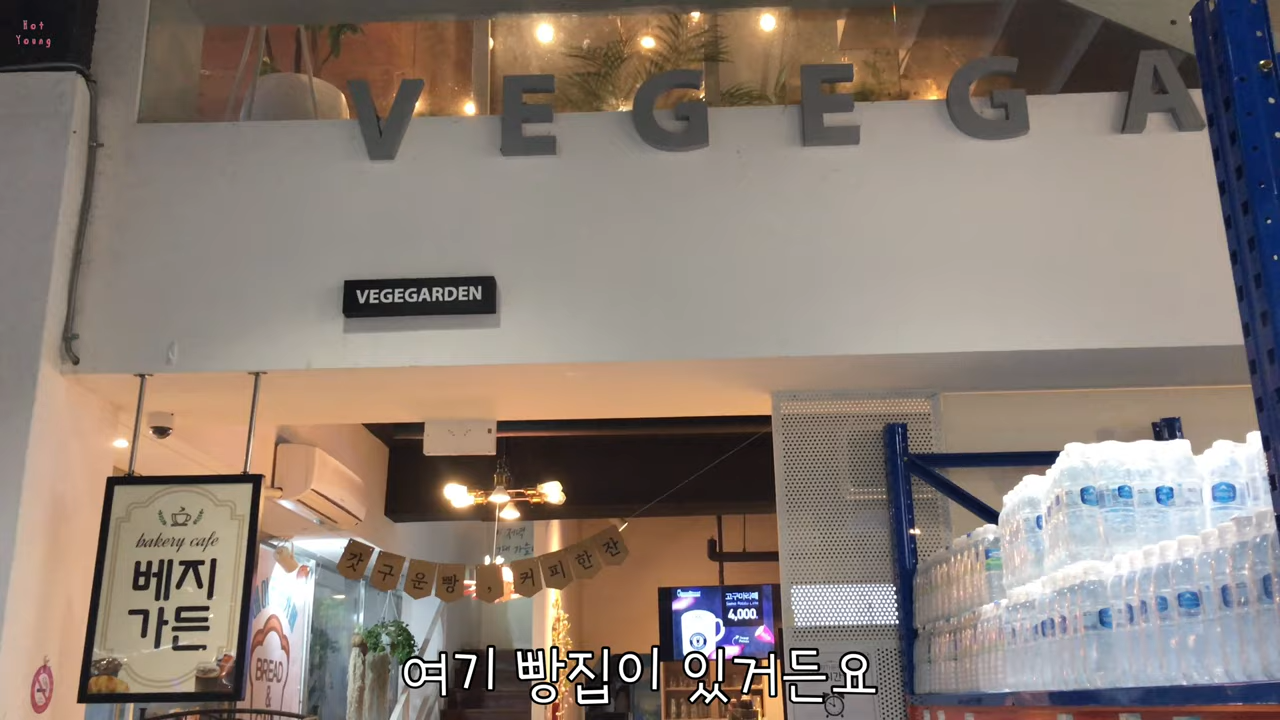 Hot
Young
VEGEGA
VEGEGARDEN
bakery cafe
베지
가든
갓구운빵, 커피한잔
고구마라떼
4,000
BREAD
&
여기 빵집이 있거든요